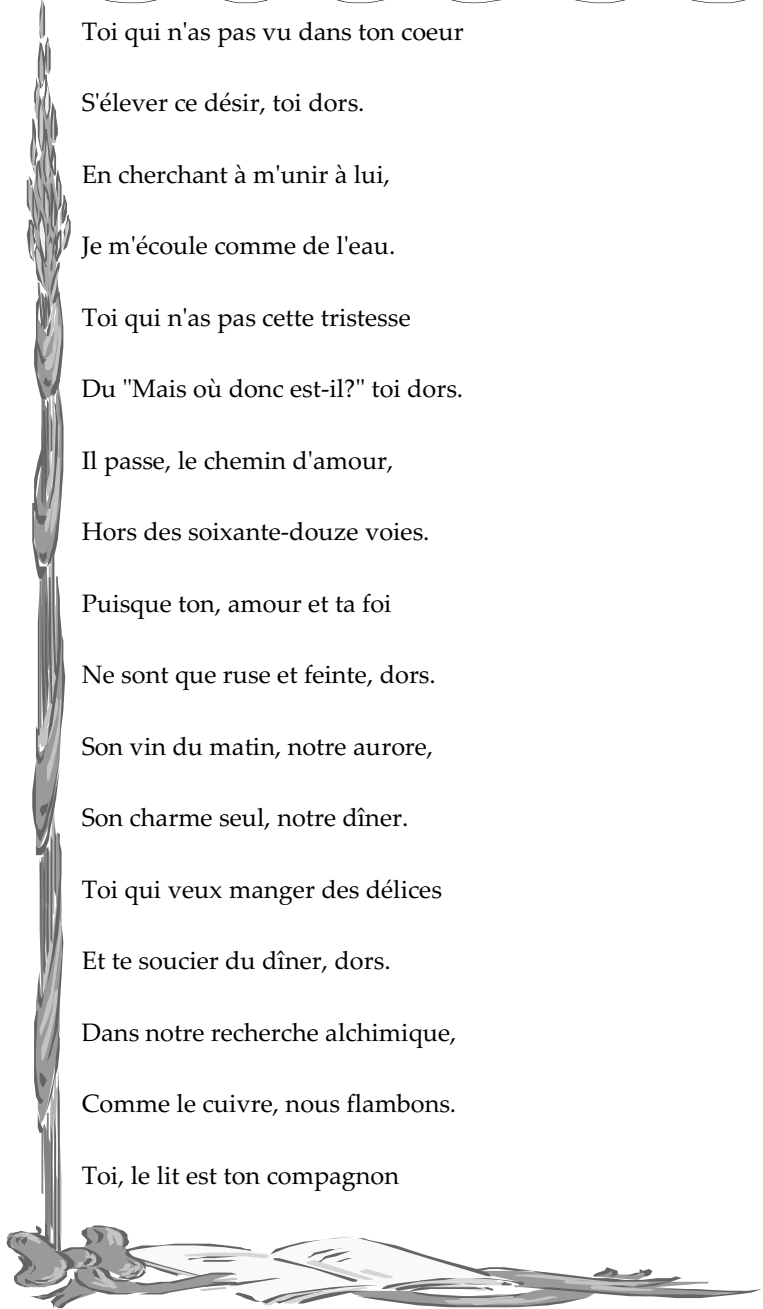 Toi qui n'as pas vu dans ton coeur
S'élever ce désir, toi dors.
En cherchant à m'unir à lui,
Je m'écoule comme de l'eau.
Toi qui n'as pas cette tristesse
Du "Mais où donc est-il?" toi dors.
Il passe, le chemin d'amour,
Hors des soixante-douze voies.
Puisque ton, amour et ta foi
Ne sont que ruse et feinte, dors.
Son vin du matin, notre aurore,
Son charme seul, notre dîner.
Toi qui veux manger des délices
Et te soucier du dîner, dors.
Dans notre recherche alchimique,
Comme le cuivre, nous flambons.
Toi, le lit est ton compagnon